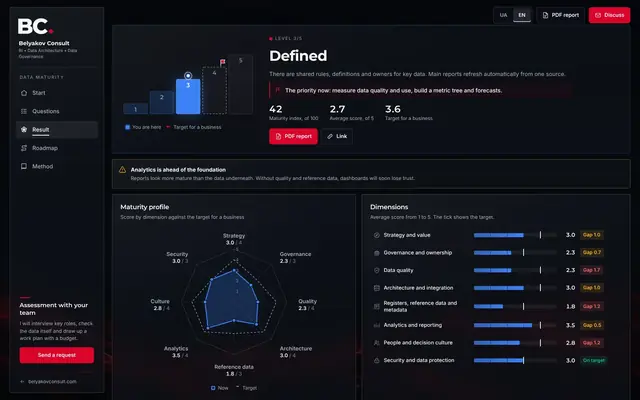 BC.
Belyakov Consult
BI • Data Architecture • Data
Governance
DATA MATURITY
Start
Questions
Result
Roadmap
Method
Assessment with your
team
I will interview key roles, check
the data itself and draw up a
work plan with a budget.
Send a request
← belyakovconsult.com
UA
EN
PDF report
Discuss
1
2
3
4
5
You are here
Target for a business
LEVEL 3/5
Defined
There are shared rules, definitions and owners for key data. Main reports refresh automatically from one source.
The priority now: measure data quality and use, build a metric tree and forecasts.
42
Maturity index, of 100
2.7
Average score, of 5
3.6
Target for a business
PDF report
Link
Analytics is ahead of the foundation
Reports look more mature than the data underneath. Without quality and reference data, dashboards will soon lose trust.
Maturity profile
Score by dimension against the target for a business
Strategy
3.0 / 4
Governance
2.3 / 3
Quality
2.3 / 4
Architecture
3.0 / 4
Reference data
1.8 / 3
Analytics
3.5 / 4
Culture
2.8 / 4
Security
3.0 / 3
Now
Target
Dimensions
Average score from 1 to 5. The tick shows the target.
Strategy and value 3.0 Gap 1.0
Governance and ownership 2.3 Gap 0.7
Data quality 2.3 Gap 1.7
Architecture and integration 3.0 Gap 1.0
Registers, reference data and
metadata 1.8 Gap 1.2
Analytics and reporting 3.5 Gap 0.5
People and decision culture 2.8 Gap 1.2
Security and data protection 3.0 On target